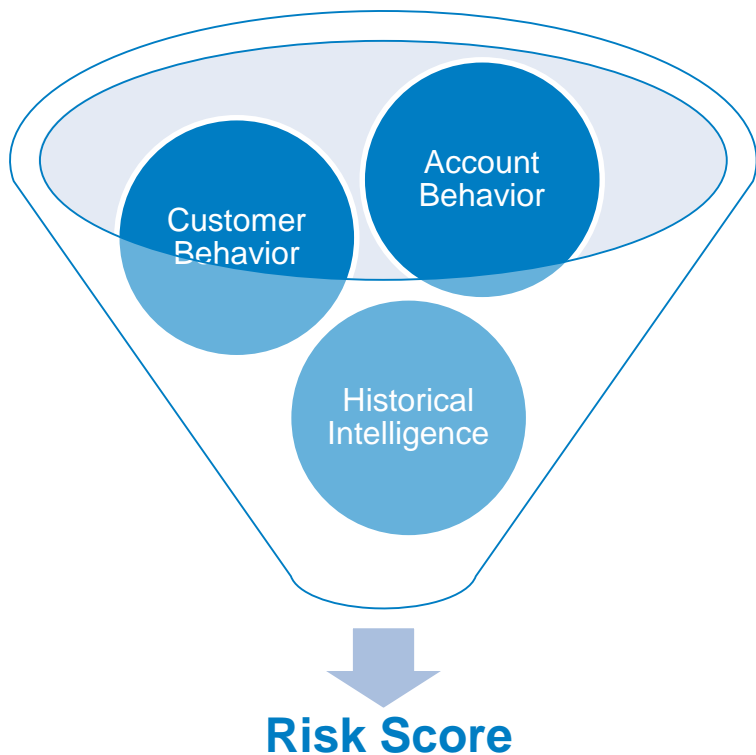 Account
Behavior
Customer
Behavior
Historical
Intelligence
Risk Score